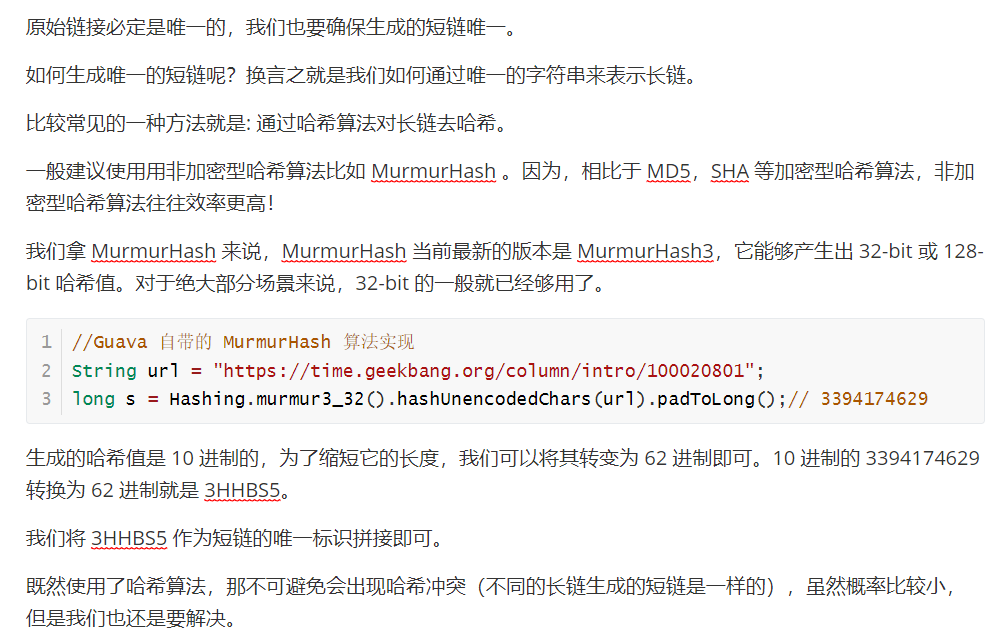 原始链接必定是唯一的，我们也要确保生成的短链唯一。
如何生成唯一的短链呢？换言之就是我们如何通过唯一的字符串来表示长链。
比较常见的一种方法就是: 通过哈希算法对长链去哈希。
一般建议使用用非加密型哈希算法比如 MurmurHash 。因为，相比于 MD5，SHA 等加密型哈希算法，非加
密型哈希算法往往效率更高！
我们拿 MurmurHash 来说，MurmurHash 当前最新的版本是 MurmurHash3，它能够产生出 32-bit 或 128-
bit 哈希值。对于绝大部分场景来说，32-bit 的一般就已经够用了。
1 //Guava 自带的 MurmurHash 算法实现
2 String url = "https://time.geekbang.org/column/intro/100020801";
3 long s = Hashing.murmur3_32().hashUnencodedChars(url).padToLong();// 3394174629
生成的哈希值是 10 进制的，为了缩短它的长度，我们可以将其转变为 62 进制即可。10 进制的 3394174629
转换为 62 进制就是 3HHBS5。
我们将 3HHBS5 作为短链的唯一标识拼接即可。
既然使用了哈希算法，那不可避免会出现哈希冲突（不同的长链生成的短链是一样的），虽然概率比较小，
但是我们也还是要解决。